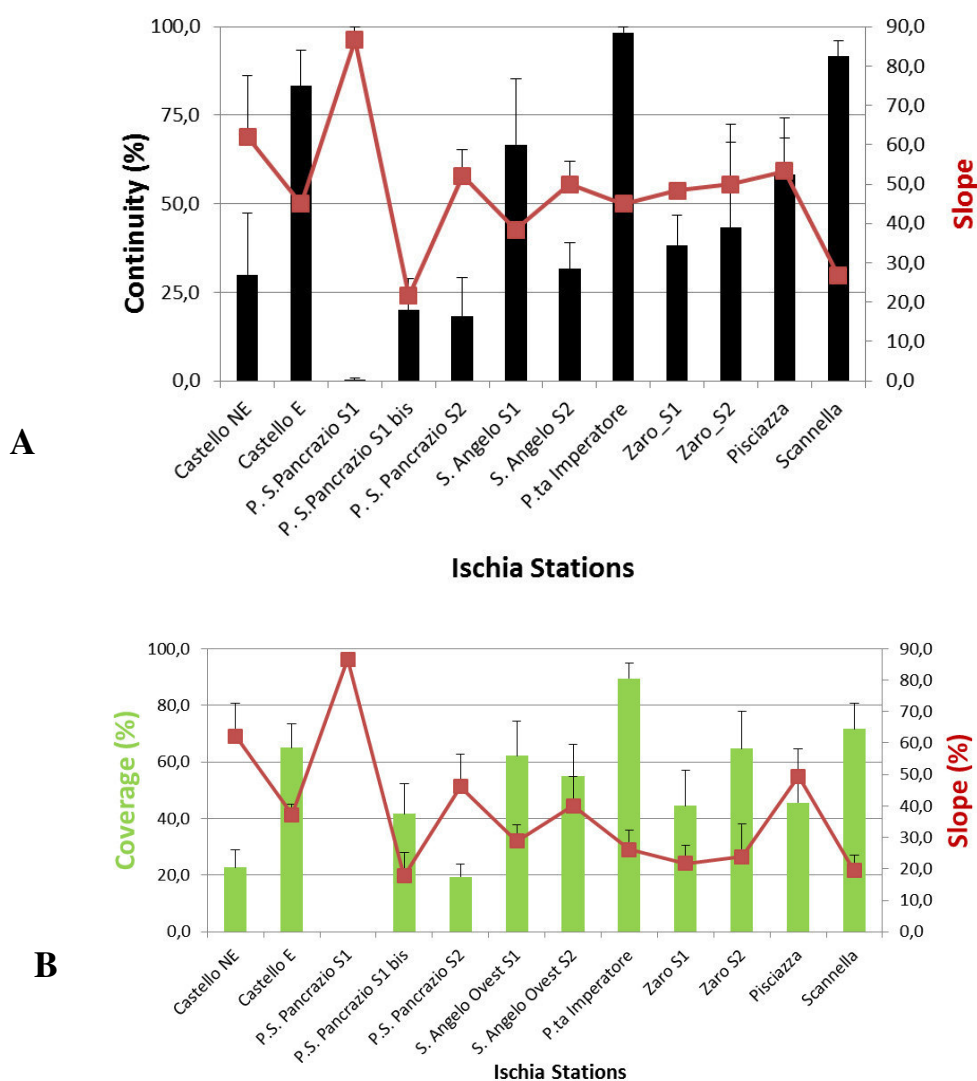 100,0
75,0
50,0
25,0
0,0
Continuity (%)
90,0
80,0
70,0
60,0
50,0
40,0
30,0
20,0
10,0
0,0
Slope
Castello NE
Castello E
P. S.Pancrazio S1
P. S.Pancrazio S1 bis
P. S. Pancrazio S2
S. Angelo S1
S. Angelo S2
P.ta Imperatore
Zaro_S1
Zaro_S2
Pisciazza
Scannella
A
Ischia Stations
100,0
80,0
60,0
40,0
20,0
0,0
Coverage (%)
90,0
80,0
70,0
60,0
50,0
40,0
30,0
20,0
10,0
0,0
Slope (%)
Castello NE
Castello E
P.S. Pancrazio S1
P.S. Pancrazio S1 bis
P.S. Pancrazio S2
S. Angelo Ovest S1
S. Angelo Ovest S2
P.ta Imperatore
Zaro S1
Zaro S2
Pisciazza
Scannella
B
Ischia Stations